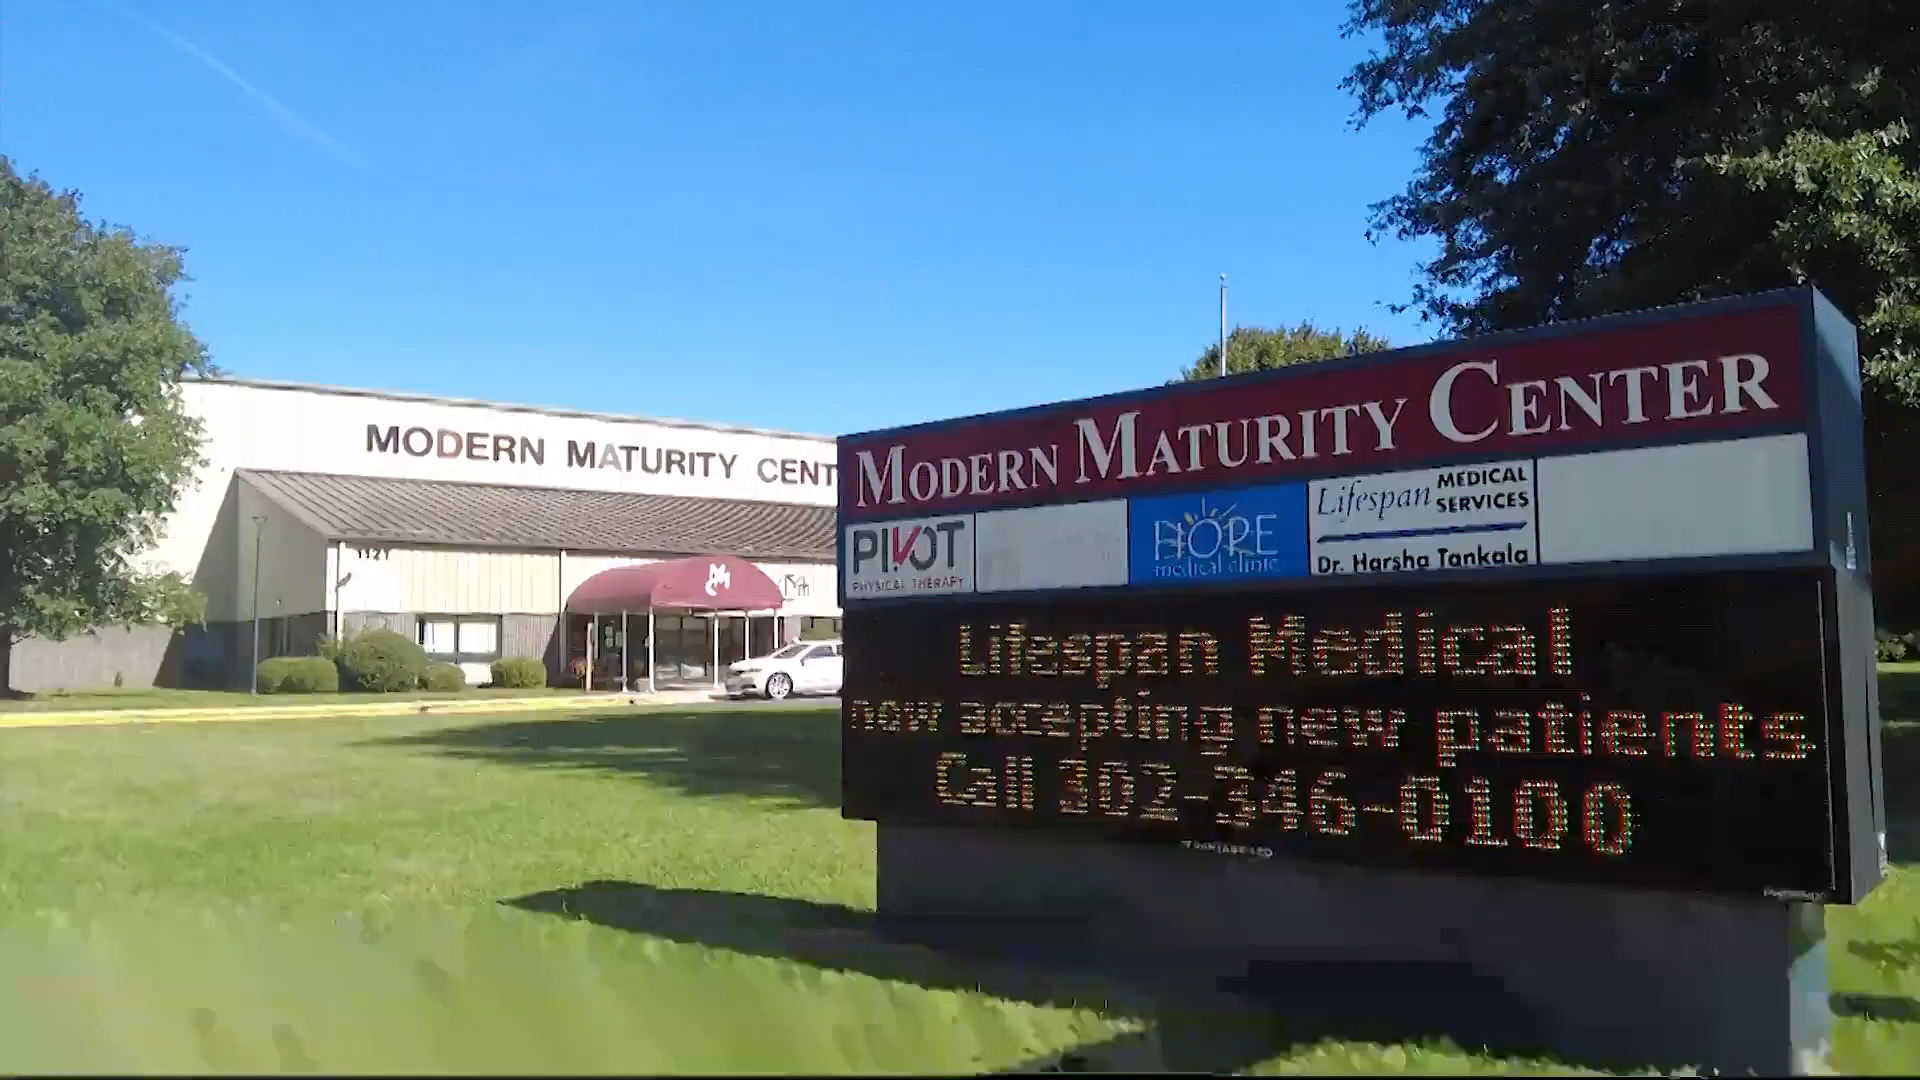 MODERN MATURITY CENT
1121
MODERN MATURITY CENTER
PIVOT
PHYSICAL THERAPY
HOPE
medical clinic
Lifespan MEDICAL
SERVICES
Dr. Harsha Tankala
Lifespan Medical
now accepting new patients
Call 302-346-0100